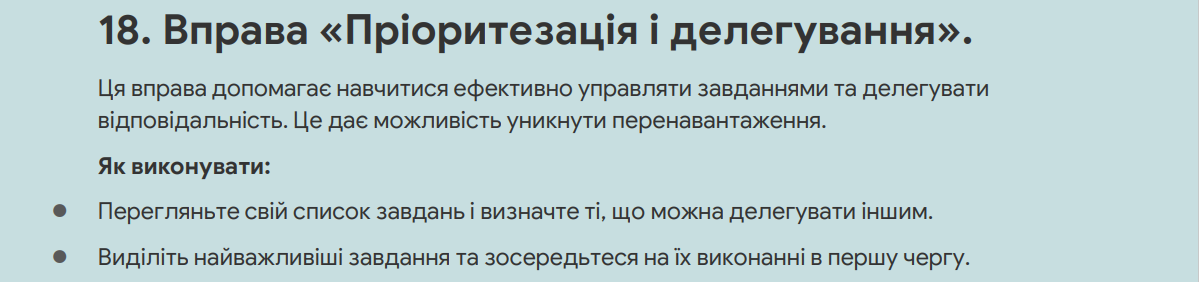 18. Вправа «Пріоритезація і делегування».
Ця вправа допомагає навчитися ефективно управляти завданнями та делегувати
відповідальність. Це дає можливість уникнути перенавантаження.
Як виконувати:
● Перегляньте свій список завдань і визначте ті, що можна делегувати іншим.
● Виділіть найважливіші завдання та зосередьтеся на їх виконанні в першу чергу.